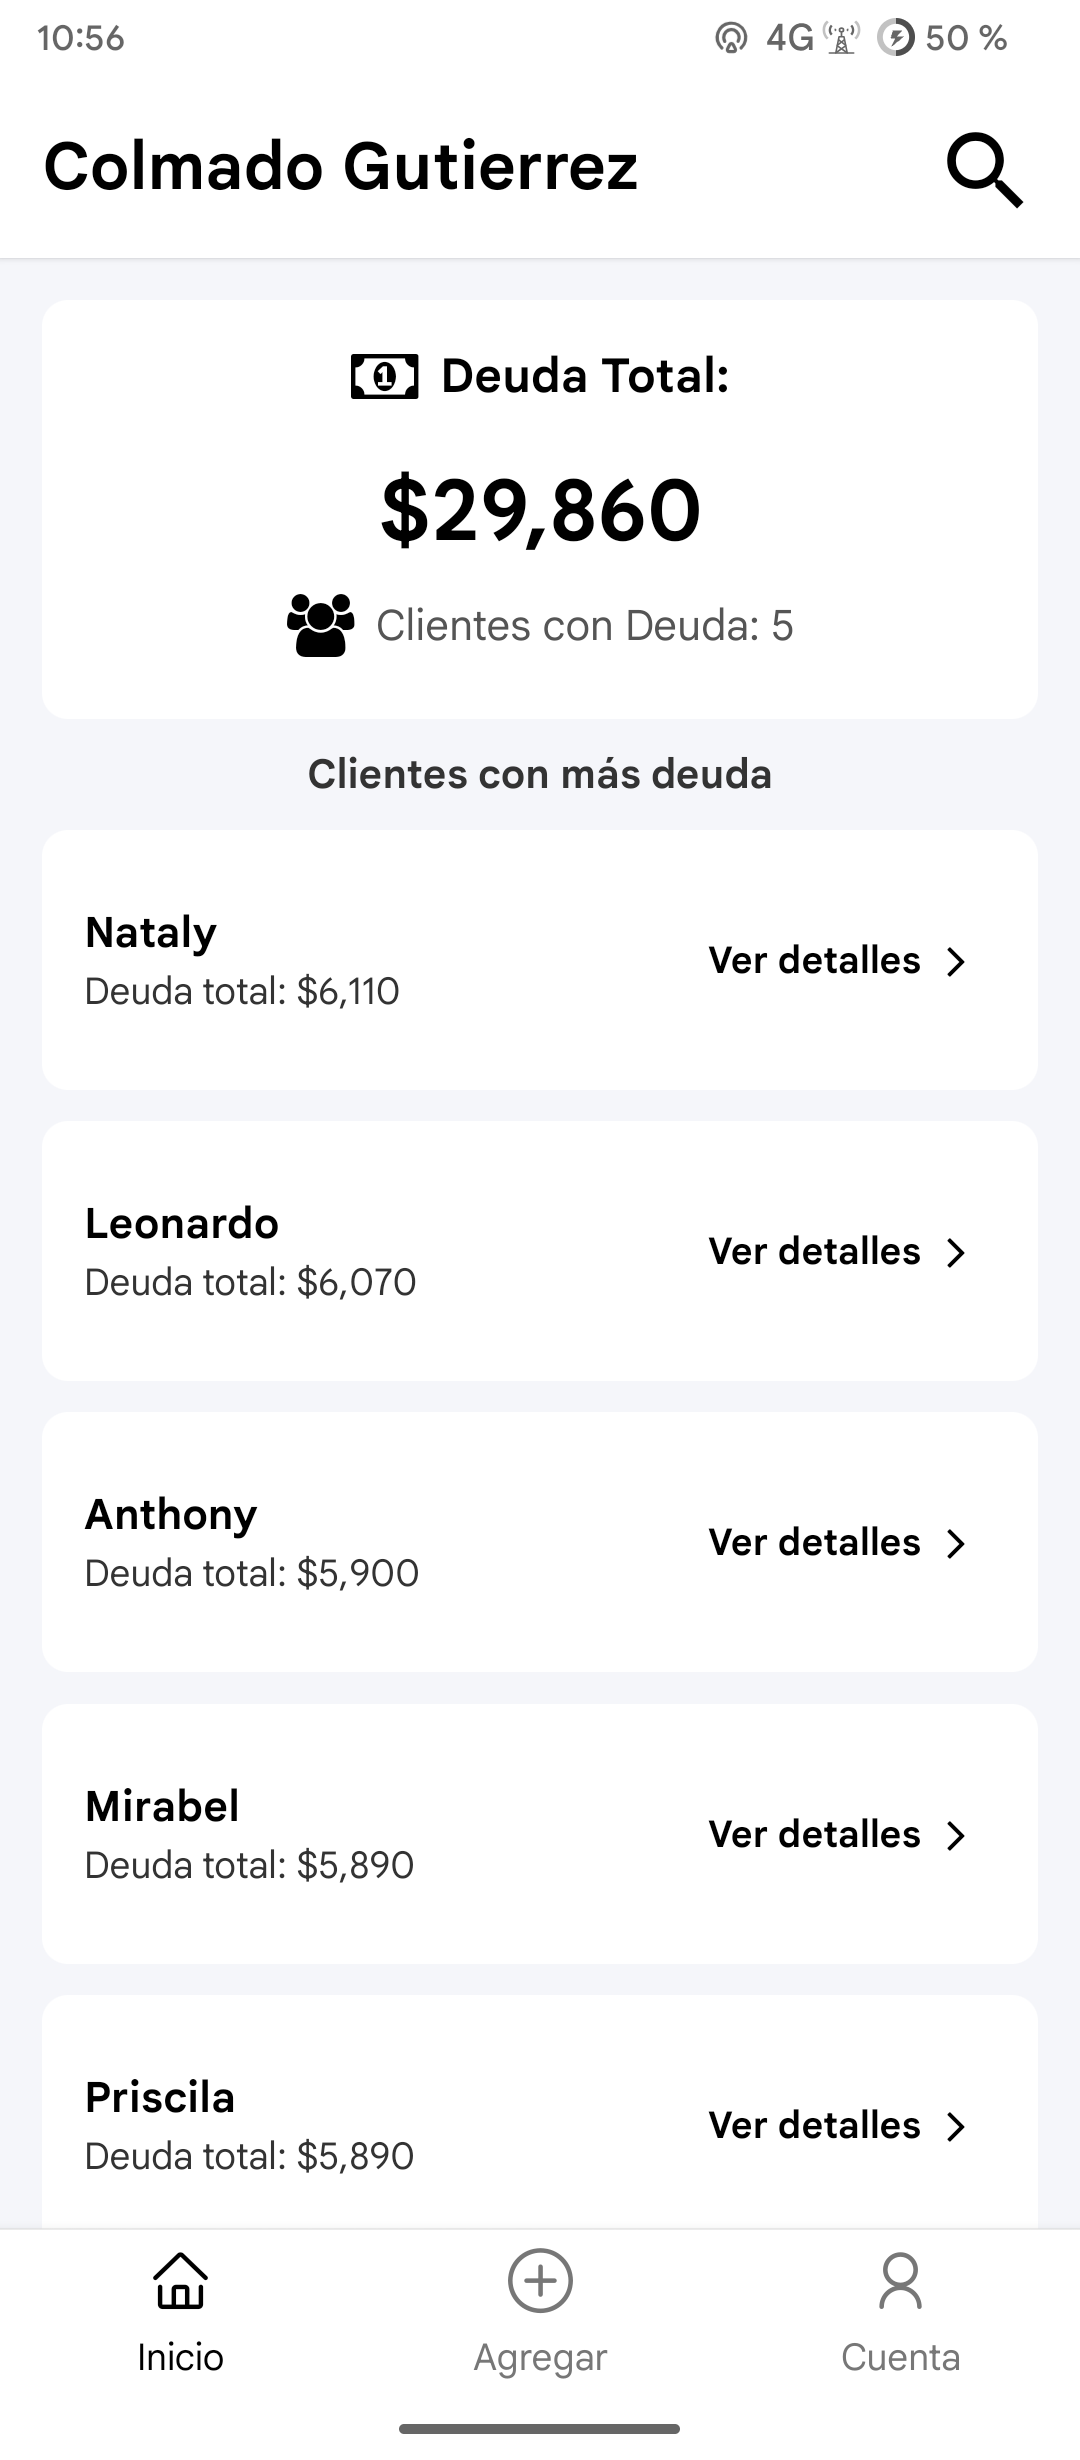 10:56 4G 50 %
Colmado Gutierrez
Deuda Total:
$29,860
Clientes con Deuda: 5
Clientes con más deuda
Nataly
Deuda total: $6,110
Ver detalles
Leonardo
Deuda total: $6,070
Ver detalles
Anthony
Deuda total: $5,900
Ver detalles
Mirabel
Deuda total: $5,890
Ver detalles
Priscila
Deuda total: $5,890
Ver detalles
Inicio Agregar Cuenta